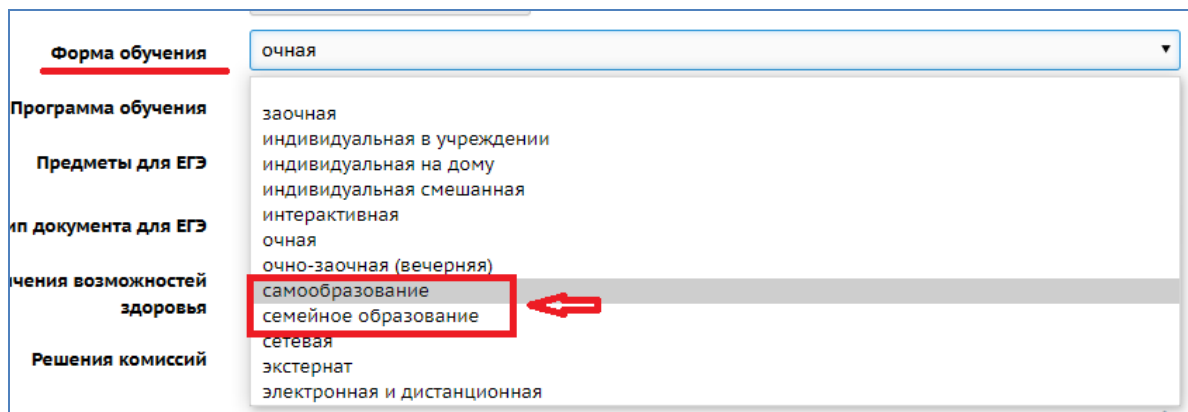 Форма обучения
очная
Программа обучения
заочная
индивидуальная в учреждении
Предметы для ЕГЭ
индивидуальная на дому
индивидуальная смешанная
интерактивная
ип документа для ЕГЭ
очная
очно-заочная (вечерняя)
чения возможностей
здоровья
самообразование
семейное образование
сетевая
Решения комиссий
экстернат
электронная и дистанционная